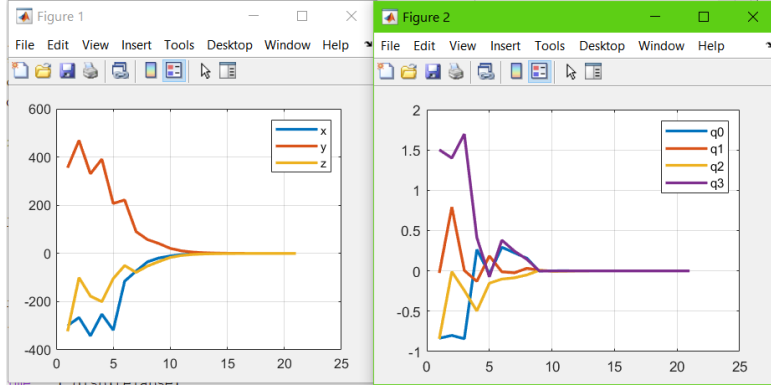 Figure 1
File Edit View Insert Tools Desktop Window Help
600
400
200
0
-200
-400
0 5 10 15 20 25
x
y
z
Figure 2
File Edit View Insert Tools Desktop Window Help
2
1.5
1
0.5
0
-0.5
-1
0 5 10 15 20 25
q0
q1
q2
q3